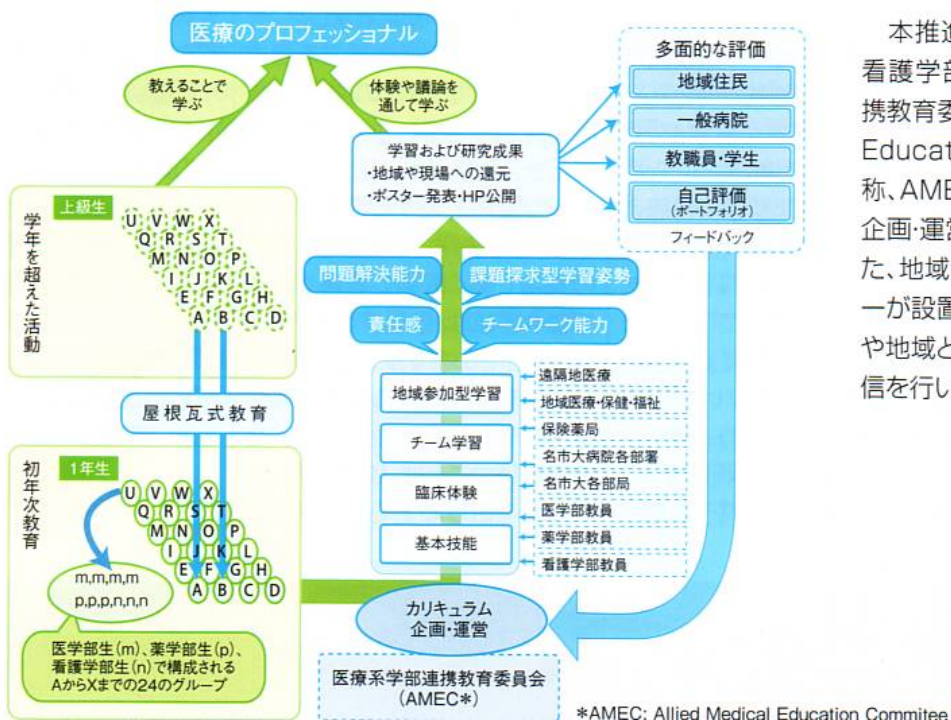 医療のプロフェッショナル
教えることで
学ぶ
体験や議論を
通して学ぶ
多面的な評価
地域住民
一般病院
教職員・学生
自己評価
(ポートフォリオ)
フィードバック
学習および研究成果
・地域や現場への還元
・ポスター発表・HP公開
学年を超えた活動
上級生
U V W X
Q R S T
M N O P
I J K L
E F G H
A B C D
問題解決能力
課題探求型学習姿勢
責任感
チームワーク能力
屋根瓦式教育
地域参加型学習
チーム学習
臨床体験
基本技能
遠隔地医療
地域医療・保健・福祉
保険薬局
名市大病院各部署
名市大各部局
医学部教員
薬学部教員
看護学部教員
初年次教育
1年生
U V W X
Q R S T
M N O P
I J K L
E F G H
A B C D
m,m,m,m
p,p,p,n,n,n
医学部生(m)、薬学部生(p)、
看護学部生(n)で構成される
AからXまでの24のグループ
カリキュラム
企画・運営
医療系学部連携教育委員会
(AMEC*)
*AMEC: Allied Medical Education Commitee
本推進
看護学部
携教育委
Educat
称、AME
企画・運営
た、地域
ーが設置
や地域と
信を行い